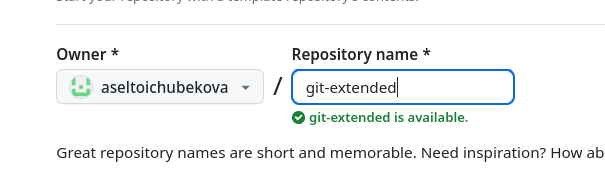 Owner *
Repository name *
aseltoichubekova / git-extended
git-extended is available.
Great repository names are short and memorable. Need inspiration? How ab